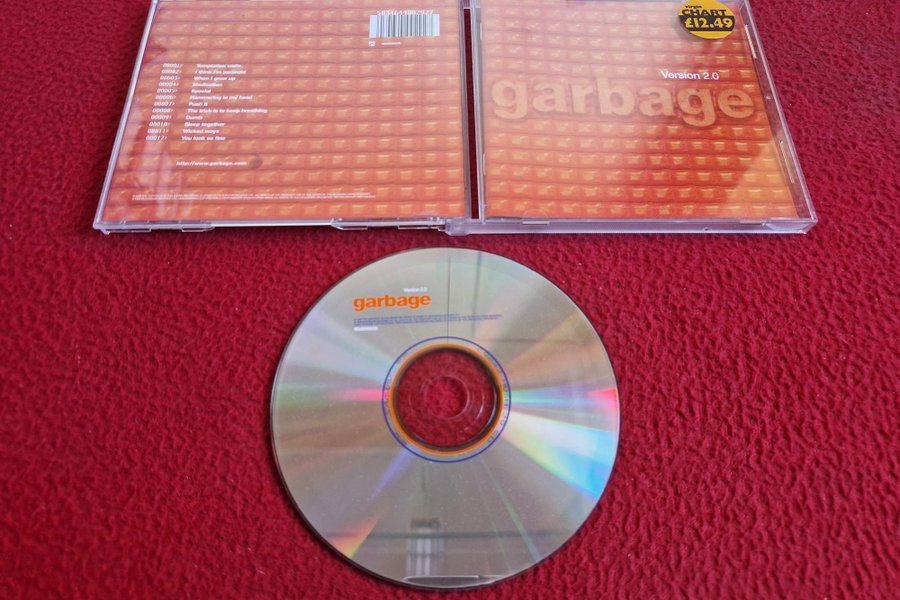 CHART
£12.49
Version 2.0
garbage
00001> Temptation waits
00002> I think I'm paranoid
00003> When I grow up
00004> Medication
00005> Special
00006> Hammering in my head
00007> Push it
00008> The trick is to keep breathing
00009> Dumb
00010> Sleep together
00011> Wicked ways
00012> You look so fine
http://www.garbage.com
Version 2.0
garbage